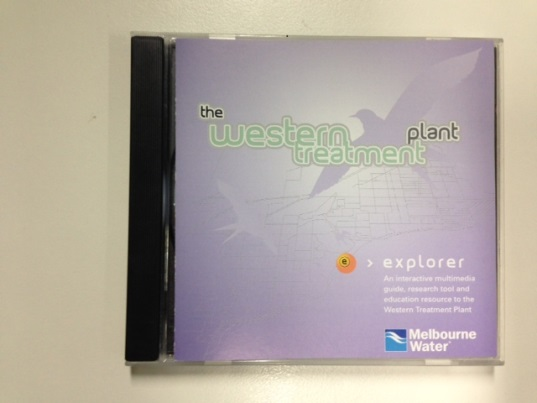 the
western plant
treatment
e > explorer
An interactive multimedia
guide, research tool and
education resource to the
Western Treatment Plant
Melbourne
Water